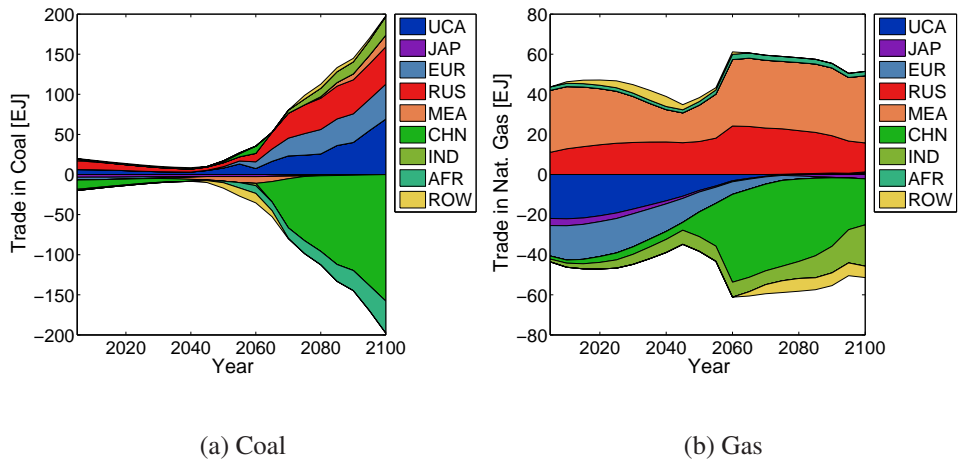 Trade in Coal [EJ]
200
150
100
50
0
−50
−100
−150
−200
2020 2040 2060 2080 2100
Year
UCA
JAP
EUR
RUS
MEA
CHN
IND
AFR
ROW
(a) Coal
Trade in Nat. Gas [EJ]
80
60
40
20
0
−20
−40
−60
−80
2020 2040 2060 2080 2100
Year
UCA
JAP
EUR
RUS
MEA
CHN
IND
AFR
ROW
(b) Gas